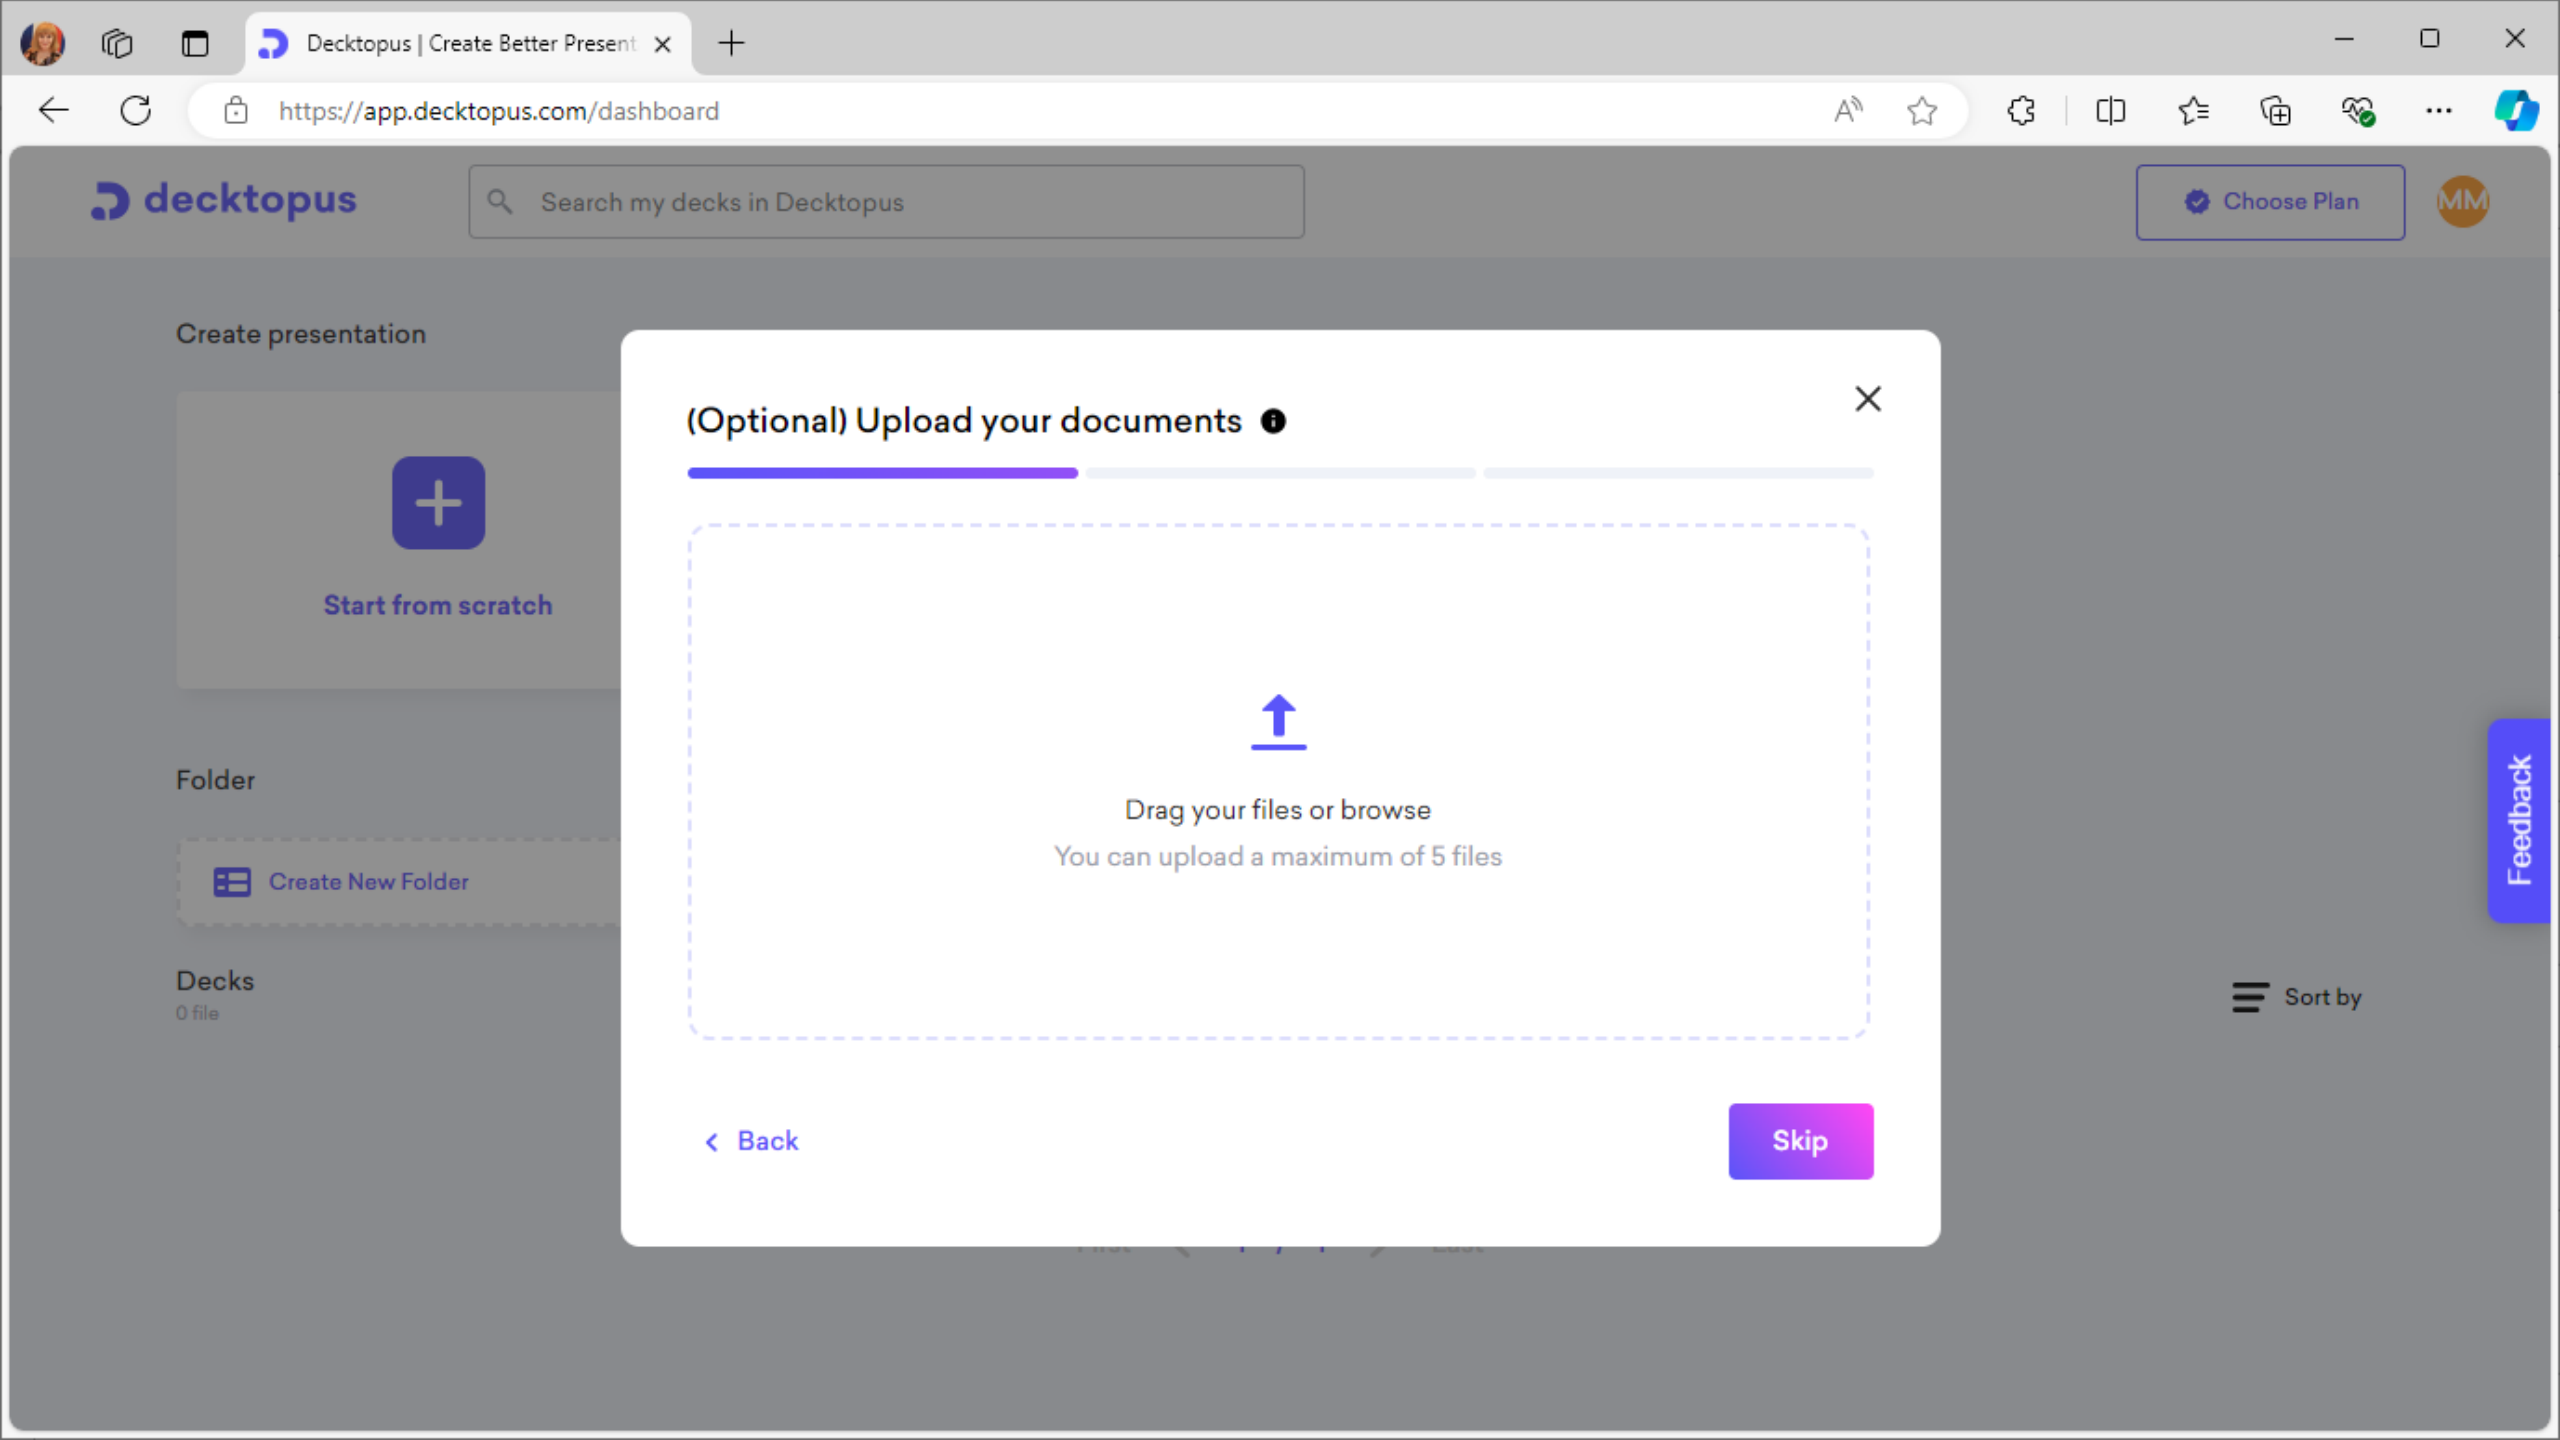 Decktopus | Create Better Present
https://app.decktopus.com/dashboard
decktopus
Search my decks in Decktopus
Choose Plan
MM
Create presentation
Start from scratch
(Optional) Upload your documents
Drag your files or browse
You can upload a maximum of 5 files
Back
Skip
Folder
Create New Folder
Decks
0 file
Sort by
Feedback
First
Last